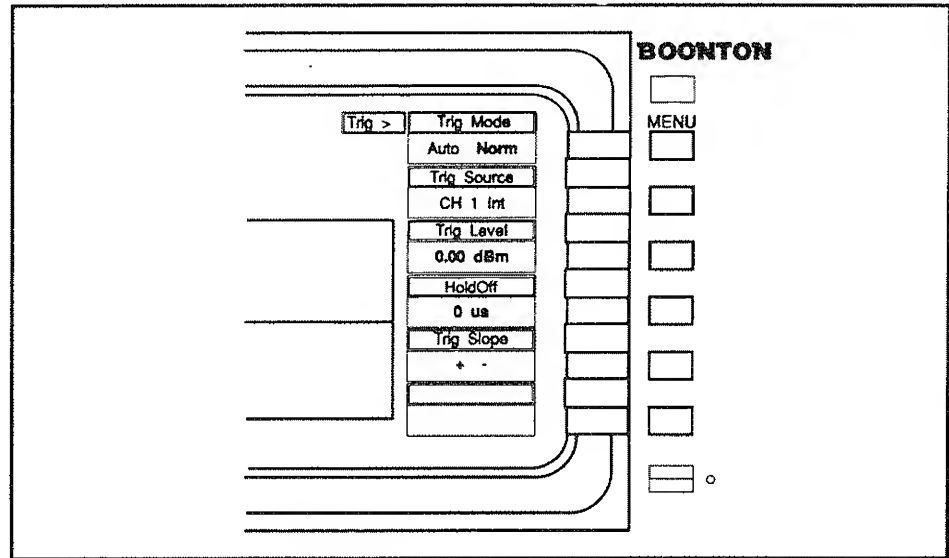 BOONTON
MENU
Trig > Trig Mode
Auto Norm
Trig Source
CH 1 Int
Trig Level
0.00 dBm
HoldOff
0 us
Trig Slope
+ -